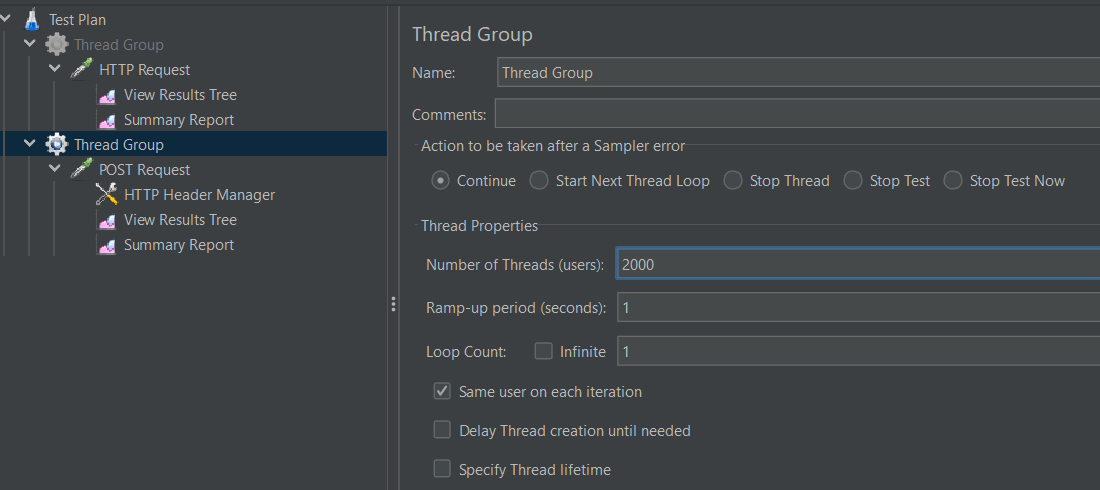 Test Plan
Thread Group
HTTP Request
View Results Tree
Summary Report
Thread Group
POST Request
HTTP Header Manager
View Results Tree
Summary Report
Thread Group
Name: Thread Group
Comments:
Action to be taken after a Sampler error
Continue Start Next Thread Loop Stop Thread Stop Test Stop Test Now
Thread Properties
Number of Threads (users): 2000
Ramp-up period (seconds): 1
Loop Count: Infinite 1
Same user on each iteration
Delay Thread creation until needed
Specify Thread lifetime